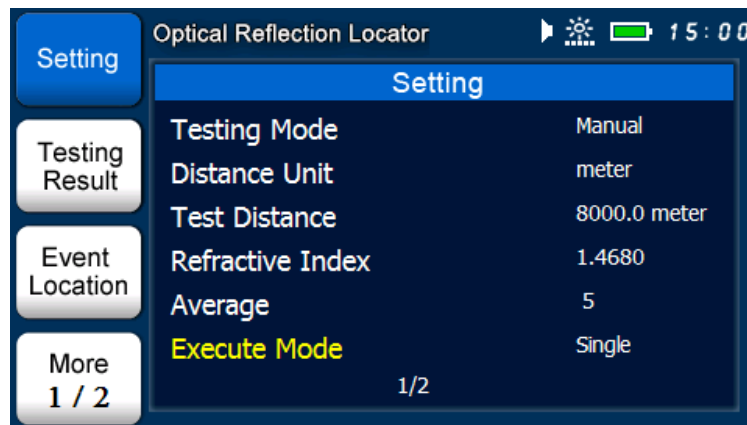 Optical Reflection Locator 15:00
Setting
Testing
Result
Event
Location
More
1 / 2
Setting
Testing Mode Manual
Distance Unit meter
Test Distance 8000.0 meter
Refractive Index 1.4680
Average 5
Execute Mode Single
1/2